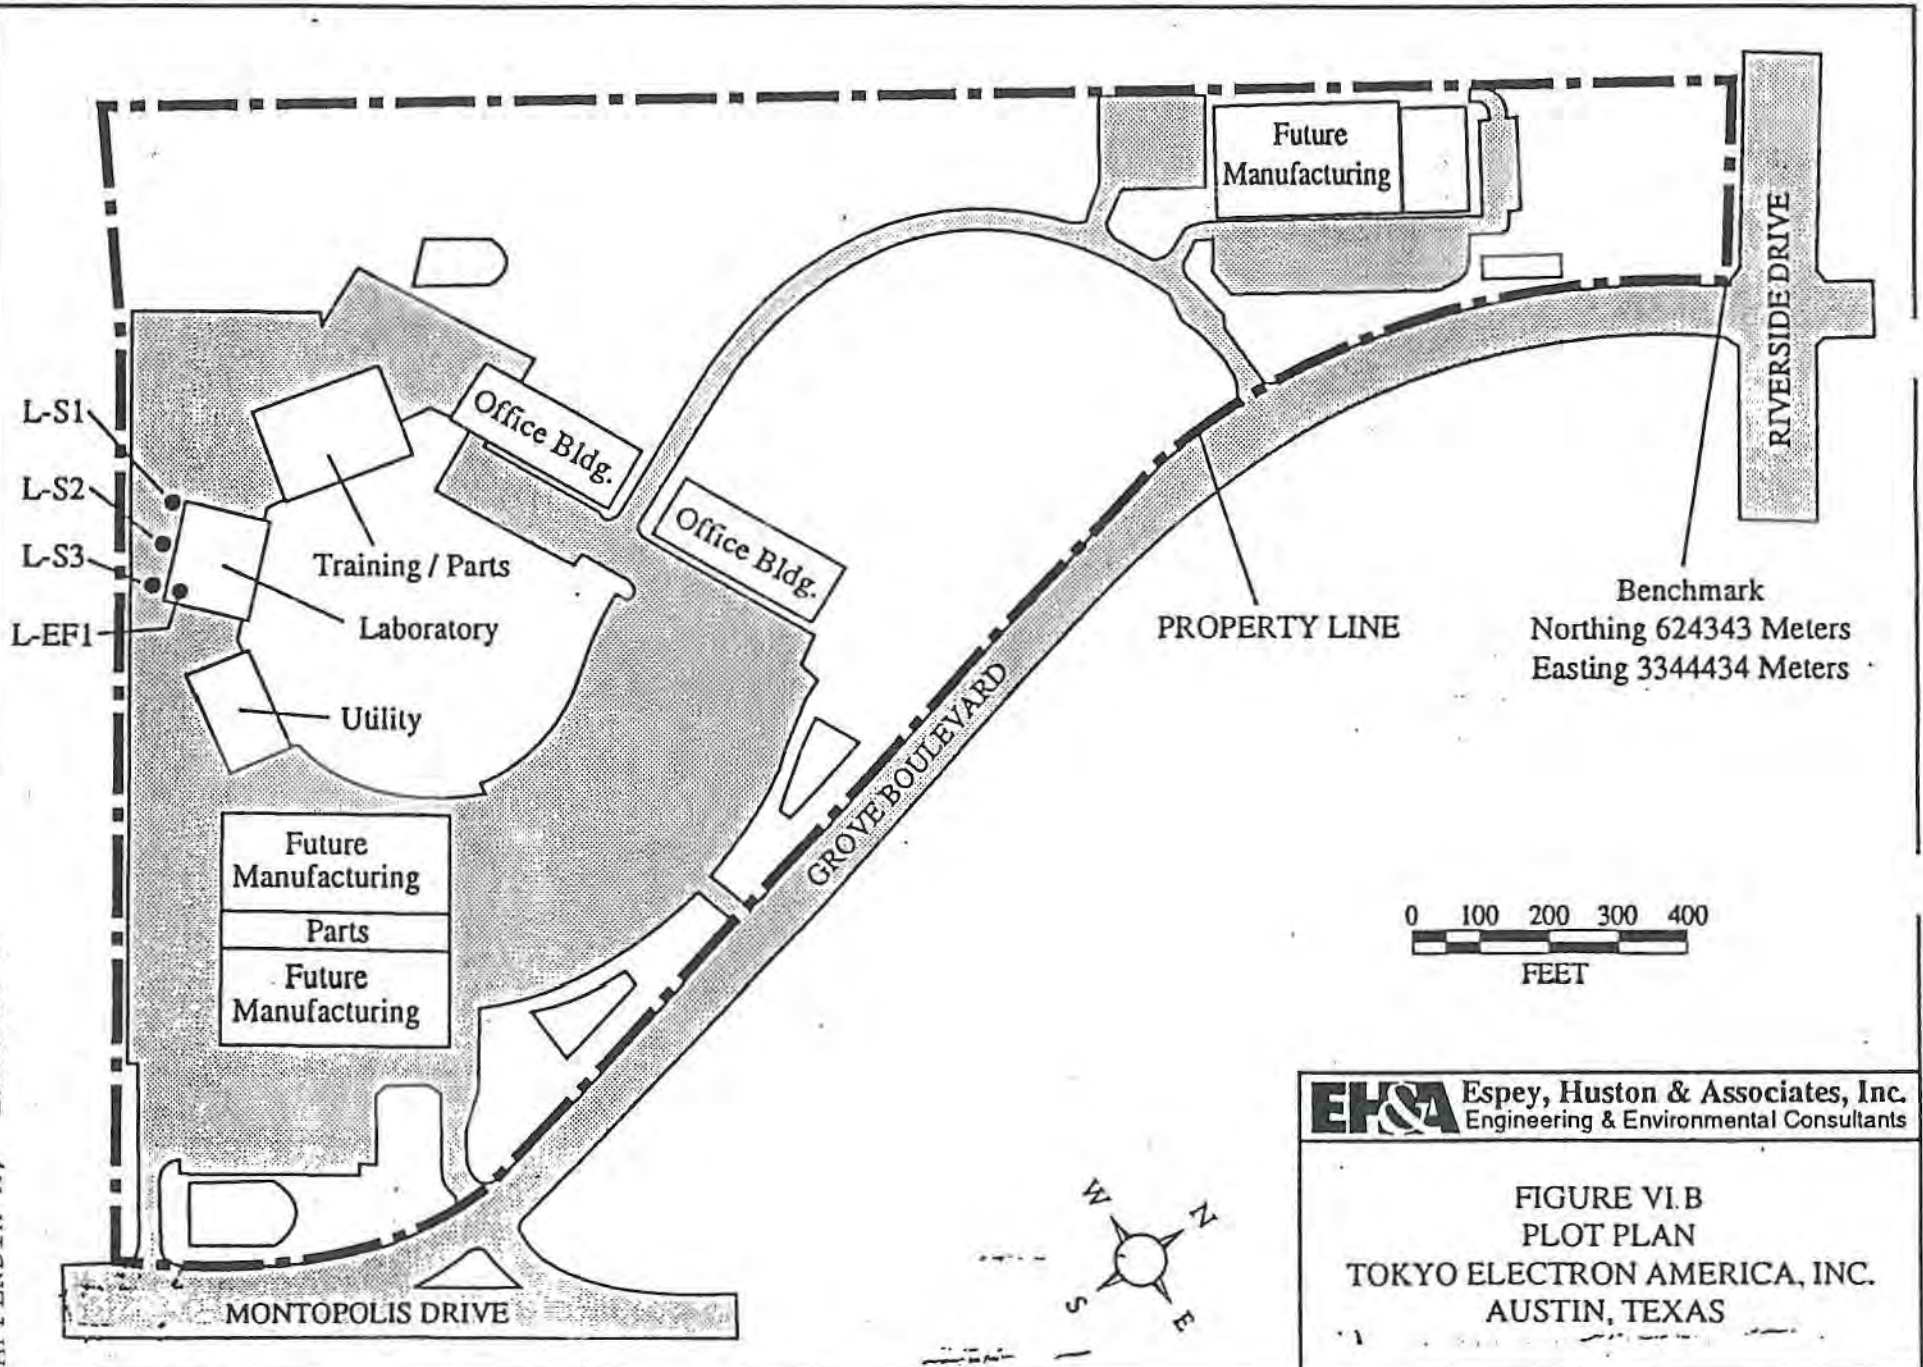 Future
Manufacturing
RIVERSIDE DRIVE
L-S1
Office Bldg.
L-S2
Office Bldg.
L-S3
Training / Parts
L-EF1
Laboratory
PROPERTY LINE
Benchmark
Northing 624343 Meters
Easting 3344434 Meters
Utility
GROVE BOULEVARD
Future
Manufacturing
Parts
Future
Manufacturing
0 100 200 300 400
FEET
EH&A Espey, Huston & Associates, Inc.
Engineering & Environmental Consultants
W N
S E
FIGURE VI.B
PLOT PLAN
TOKYO ELECTRON AMERICA, INC.
AUSTIN, TEXAS
MONTOPOLIS DRIVE